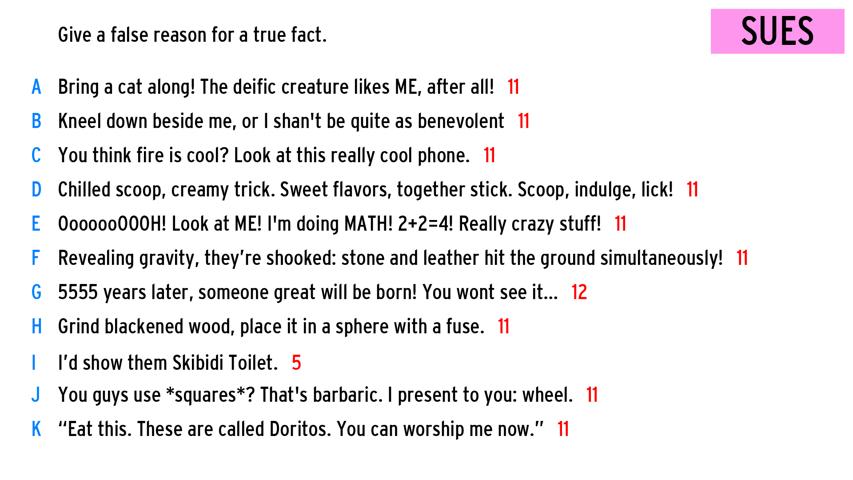 Give a false reason for a true fact.
SUES
A Bring a cat along! The deific creature likes ME, after all! 11
B Kneel down beside me, or I shan't be quite as benevolent 11
C You think fire is cool? Look at this really cool phone. 11
D Chilled scoop, creamy trick. Sweet flavors, together stick. Scoop, indulge, lick! 11
E OoooooOOOH! Look at ME! I'm doing MATH! 2+2=4! Really crazy stuff! 11
F Revealing gravity, they’re shooked: stone and leather hit the ground simultaneously! 11
G 5555 years later, someone great will be born! You wont see it... 12
H Grind blackened wood, place it in a sphere with a fuse. 11
I I’d show them Skibidi Toilet. 5
J You guys use *squares*? That's barbaric. I present to you: wheel. 11
K “Eat this. These are called Doritos. You can worship me now.” 11